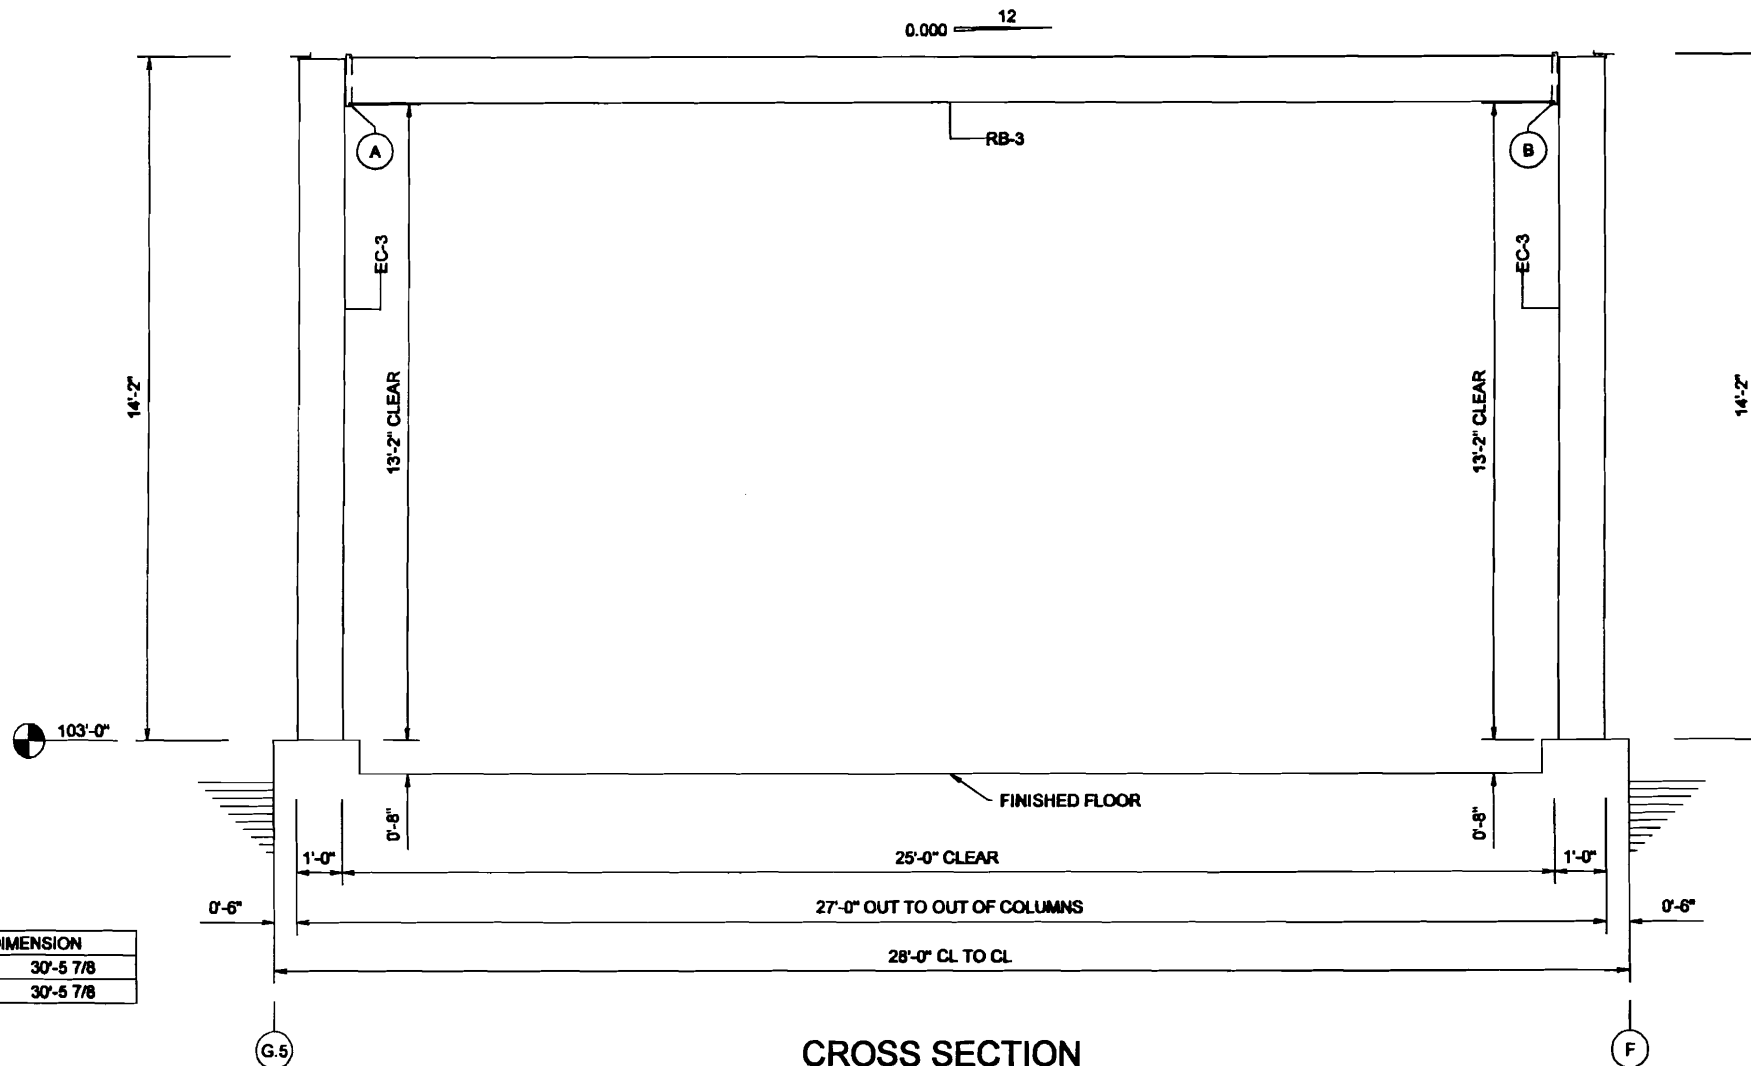 12
0.000
A
RB-3
B
EC-3
EC-3
14'-2"
13'-2" CLEAR
13'-2" CLEAR
14'-2"
103'-0"
FINISHED FLOOR
0'-8"
0'-8"
1'-0"
25'-0" CLEAR
1'-0"
0'-6"
27'-0" OUT TO OUT OF COLUMNS
0'-6"
DIMENSION
28'-0" CL TO CL
30'-5 7/8
30'-5 7/8
G.5
CROSS SECTION
F